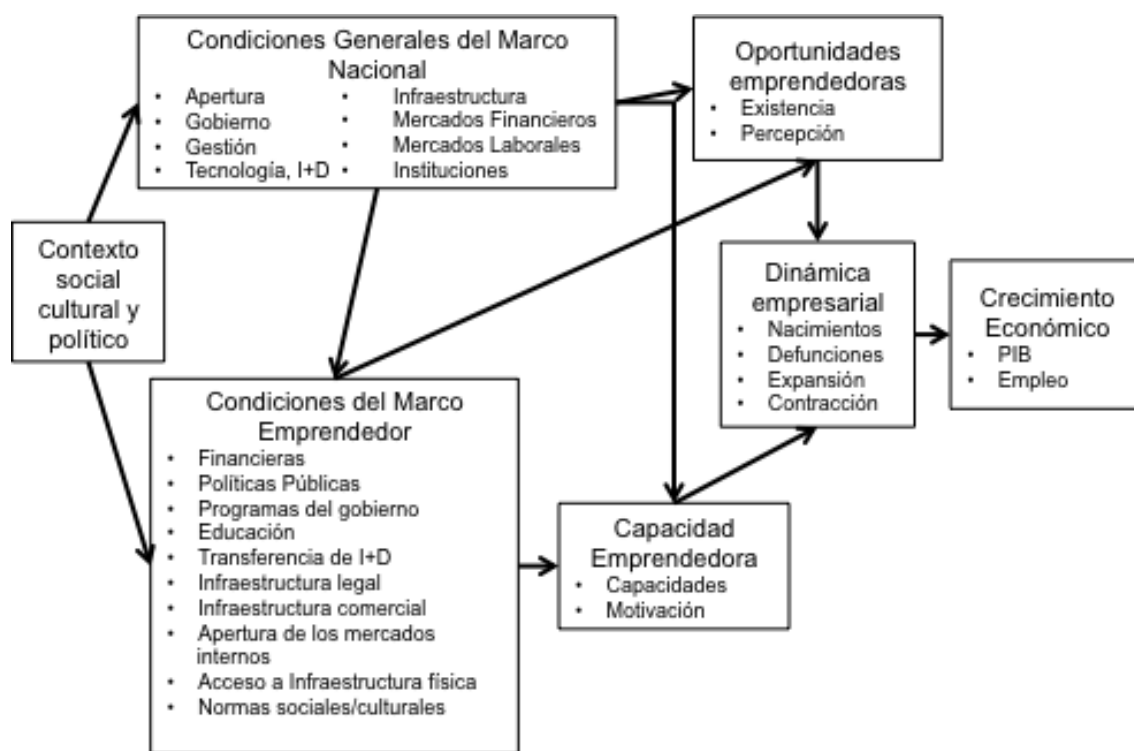 Condiciones Generales del Marco
Nacional
• Apertura
• Gobierno
• Gestión
• Tecnología, I+D
• Infraestructura
• Mercados Financieros
• Mercados Laborales
• Instituciones
Oportunidades
emprendedoras
• Existencia
• Percepción
Contexto
social
cultural y
político
Dinámica
empresarial
• Nacimientos
• Defunciones
• Expansión
• Contracción
Crecimiento
Económico
• PIB
• Empleo
Condiciones del Marco
Emprendedor
• Financieras
• Políticas Públicas
• Programas del gobierno
• Educación
• Transferencia de I+D
• Infraestructura legal
• Infraestructura comercial
• Apertura de los mercados
internos
• Acceso a Infraestructura física
• Normas sociales/culturales
Capacidad
Emprendedora
• Capacidades
• Motivación